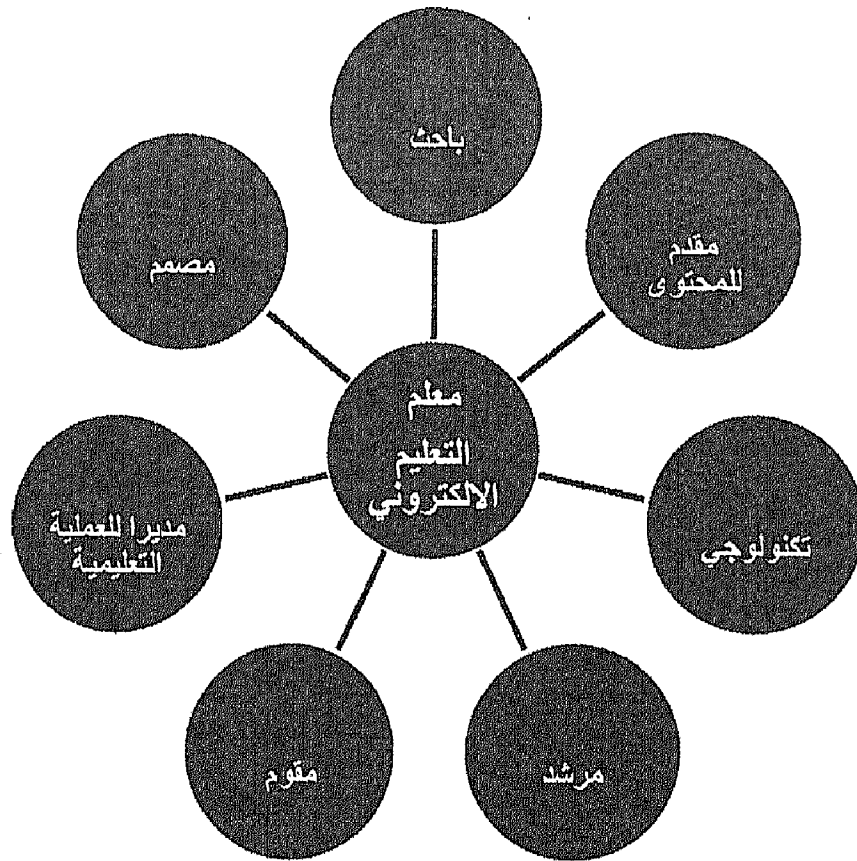 باحث
مقدم
للمحتوى
تكنولوجي
مرشد
مقوم
مديرا للعملية
التعليمية
مصمم
معلم
التعليم
الالكتروني